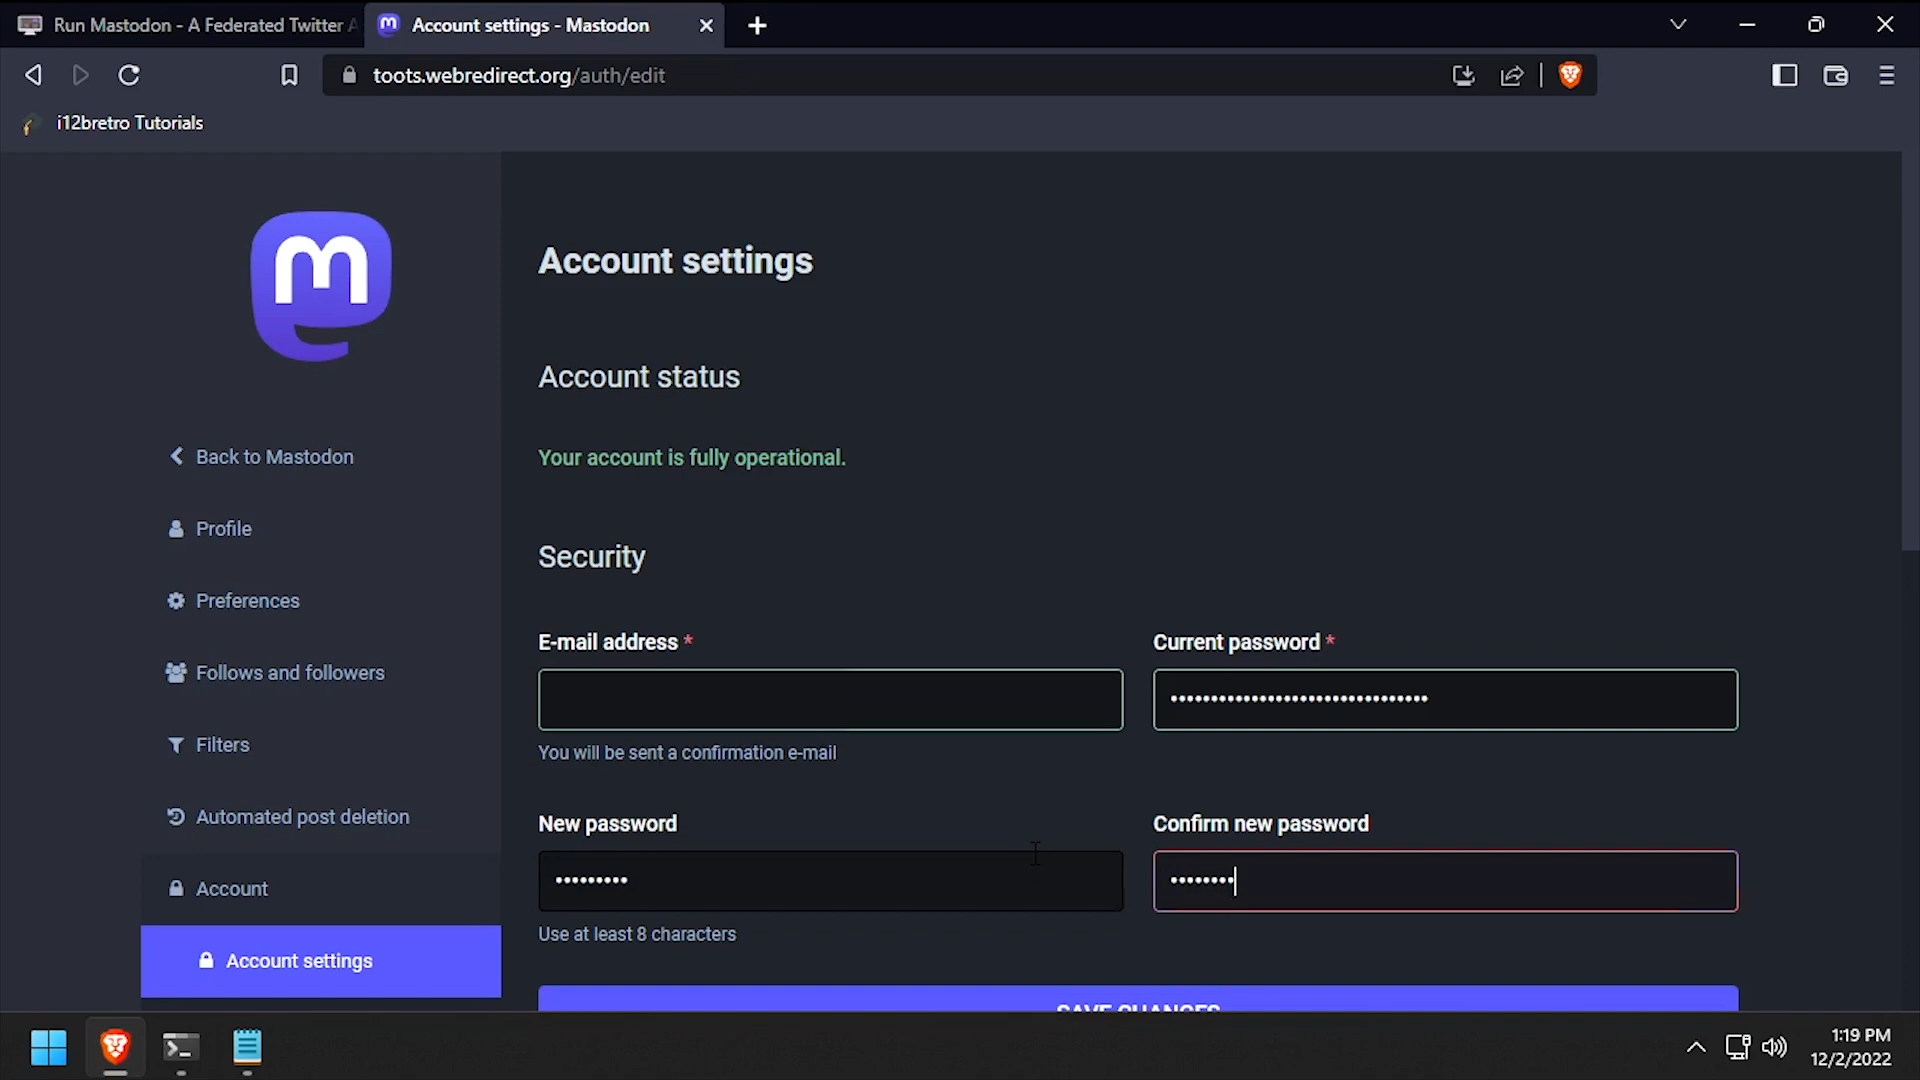 Run Mastodon - A Federated Twitter A
Account settings - Mastodon
toots.webredirect.org/auth/edit
i12bretro Tutorials
Account settings
Account status
Back to Mastodon
Your account is fully operational.
Profile
Security
Preferences
E-mail address *
Current password *
Follows and followers
••••••••••••••••••••••••••••••••
Filters
You will be sent a confirmation e-mail
Automated post deletion
New password
Confirm new password
Account
•••••••••
••••••••
Use at least 8 characters
Account settings
SAVE CHANGES
1:19 PM
12/2/2022